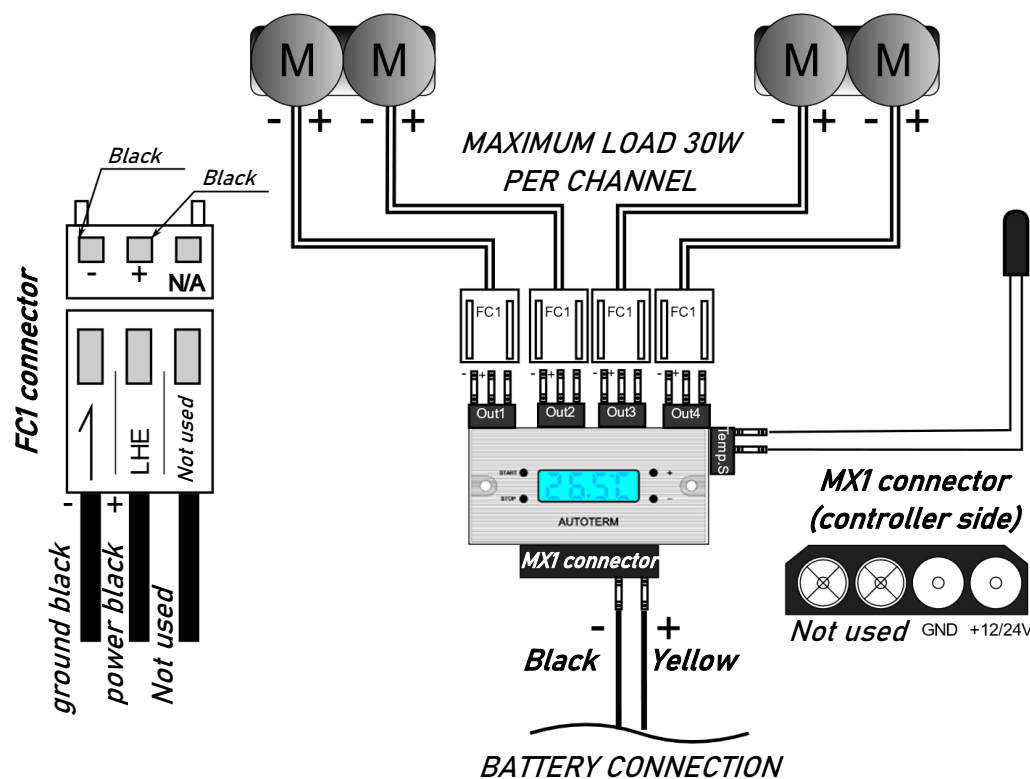 M M M M
- + - + - + - +
MAXIMUM LOAD 30W
PER CHANNEL
Black
Black
- + N/A
FC1 connector
LHE
Not used
- +
ground black
power black
Not used
FC1 FC1 FC1 FC1
- + - + - + - +
Out1 Out2 Out3 Out4
Temp.S
START +
26.5℃
STOP -
AUTOTERM
MX1 connector
- +
Black Yellow
BATTERY CONNECTION
MX1 connector
(controller side)
Not used GND +12/24V